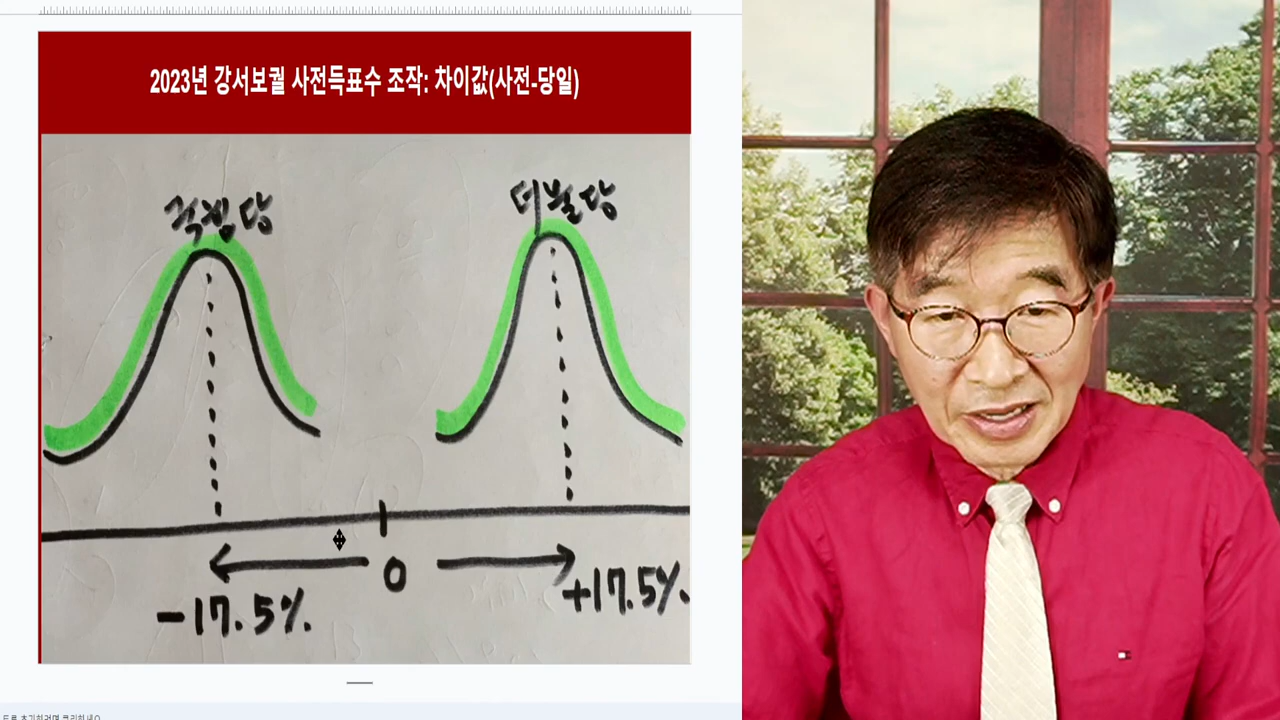 2023년 강서보궐 사전득표수 조작: 차이값(사전-당일)
국힘당
더불당
0
-17.5%
+17.5%